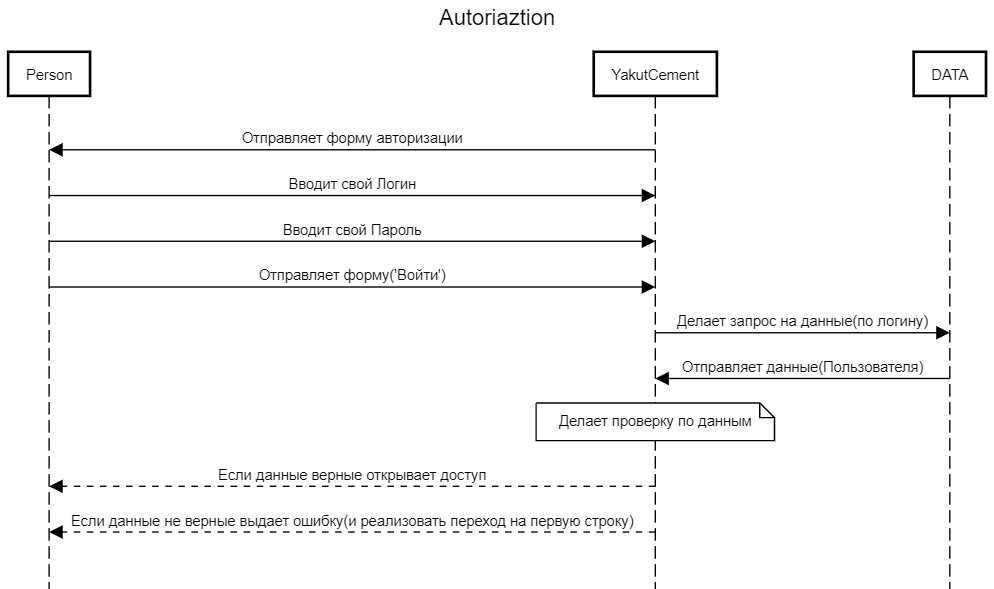 Autoriaztion
Person
YakutCement
DATA
Отправляет форму авторизации
Вводит свой Логин
Вводит свой Пароль
Отправляет форму('Войти')
Делает запрос на данные(по логину)
Отправляет данные(Пользователя)
Делает проверку по данным
Если данные верные открывает доступ
Если данные не верные выдает ошибку(и реализовать переход на первую строку)